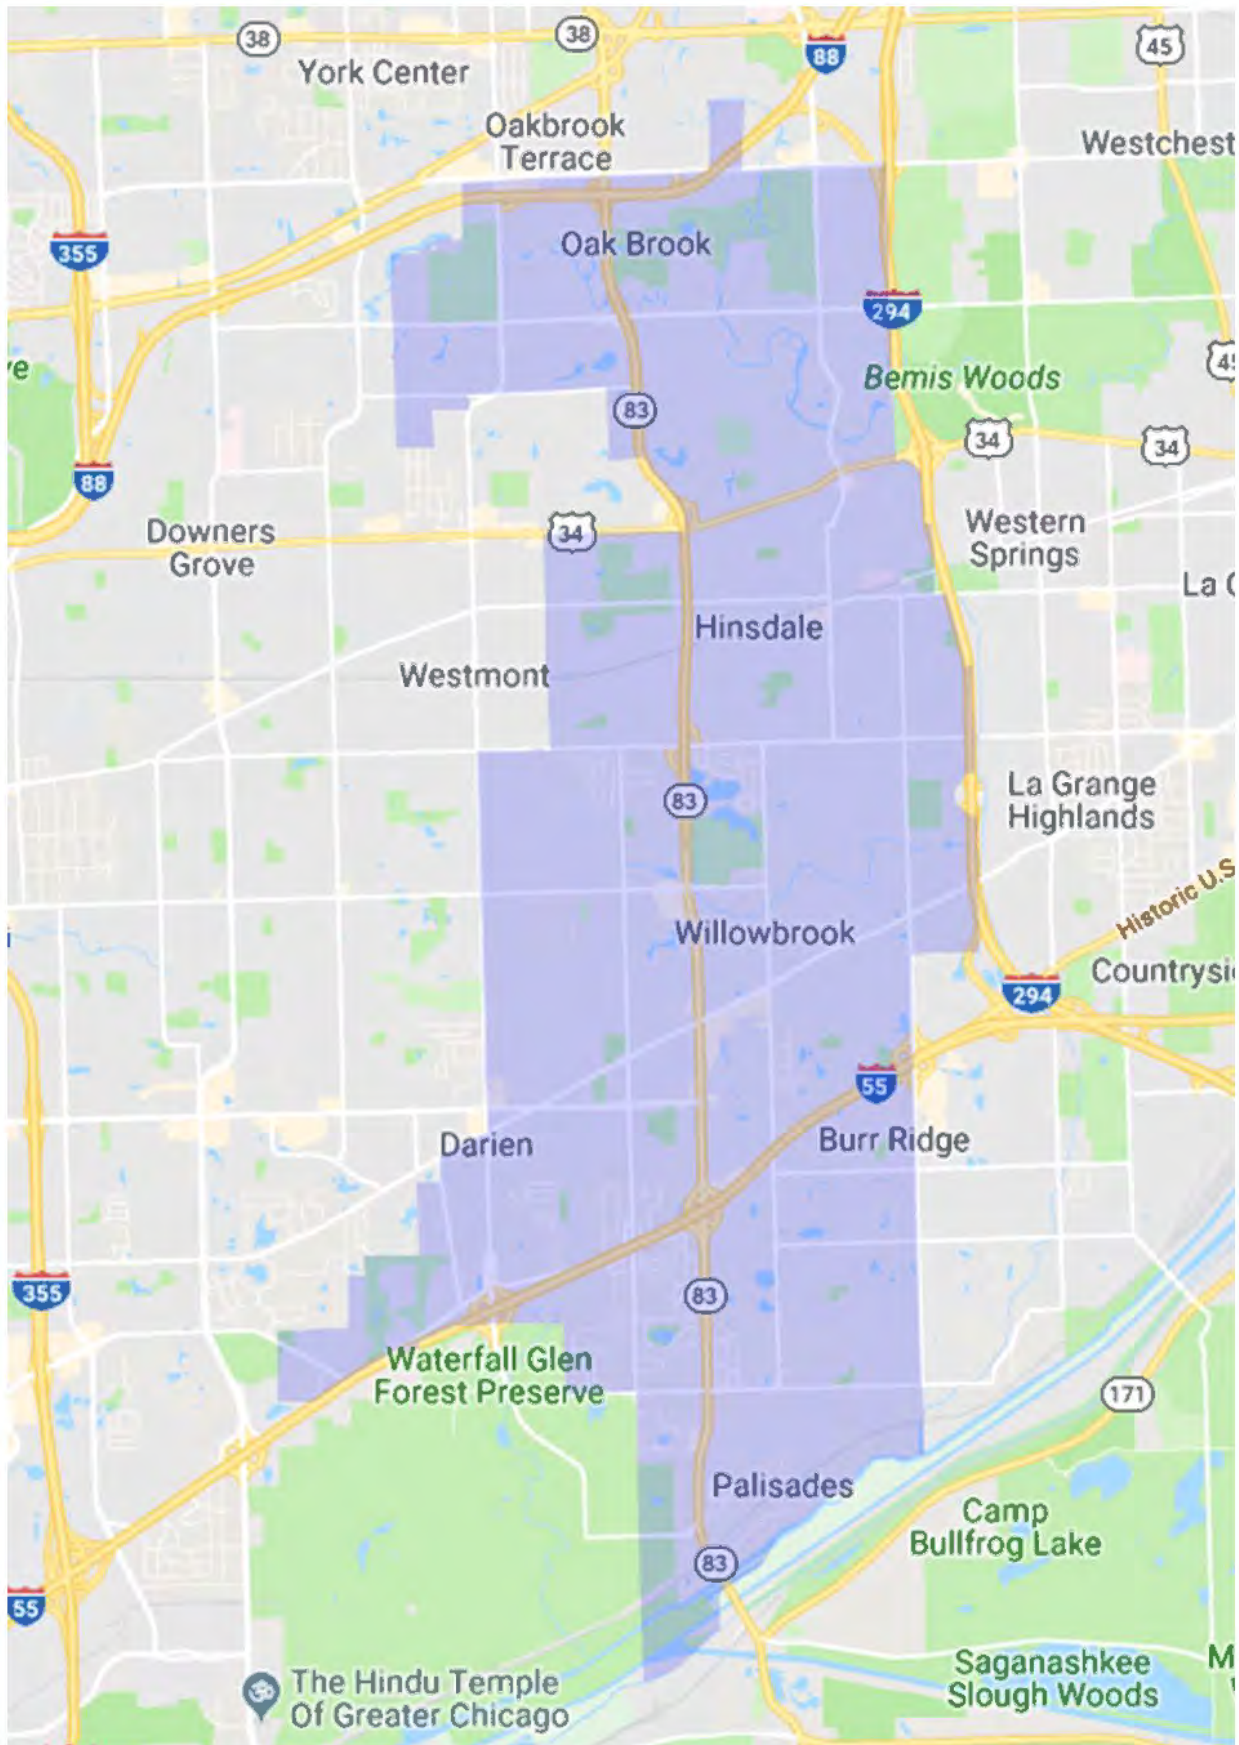 38
38
88
45
York Center
Oakbrook
Terrace
Westchest
355
Oak Brook
294
ve
Bemis Woods
45
83
34
34
88
34
Downers
Grove
Western
Springs
La G
Hinsdale
Westmont
83
La Grange
Highlands
Historic U.S
Willowbrook
Countrysi
294
55
Darien
Burr Ridge
355
83
Waterfall Glen
Forest Preserve
171
Palisades
Camp
Bullfrog Lake
83
55
The Hindu Temple
Of Greater Chicago
Saganashkee
Slough Woods
M